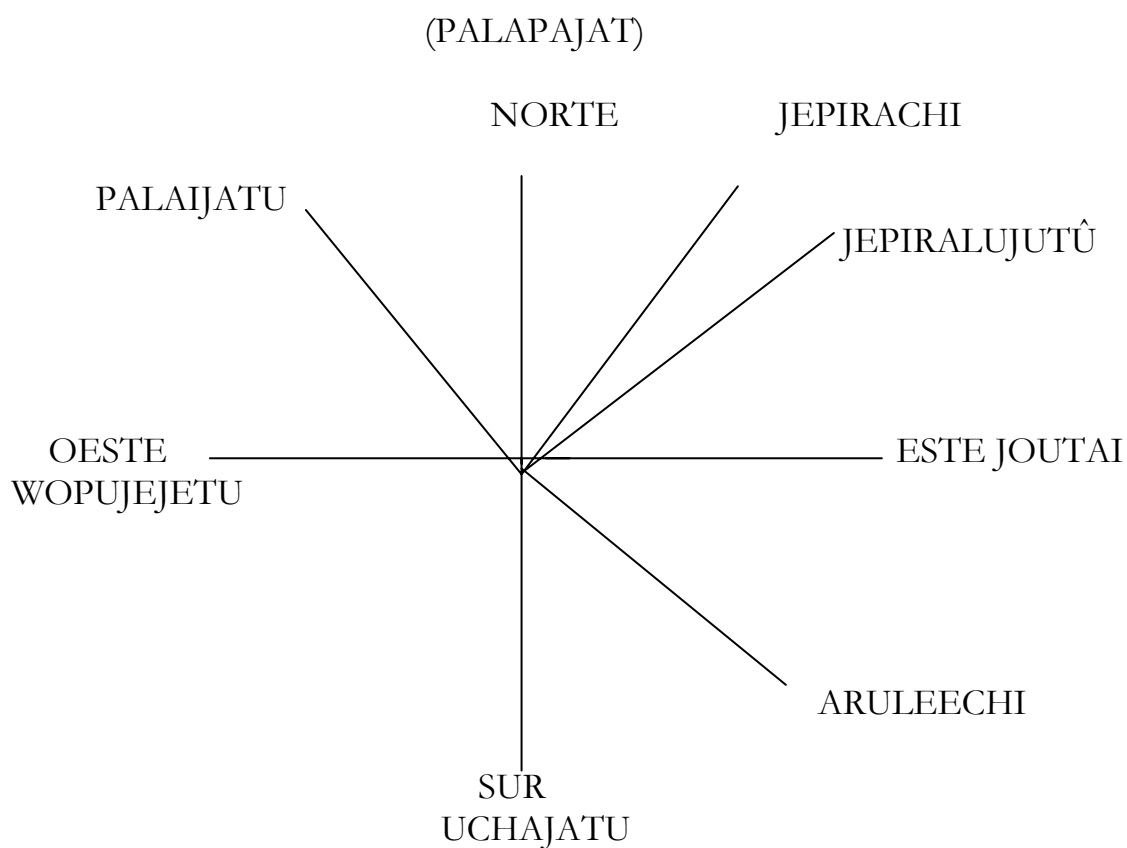 (PALAPAJAT)
NORTE
JEPIRACHI
PALAIJATU
JEPIRALUJUTÛ
OESTE
WOPUJEJETU
ESTE JOUTAI
ARULEECHI
SUR
UCHAJATU